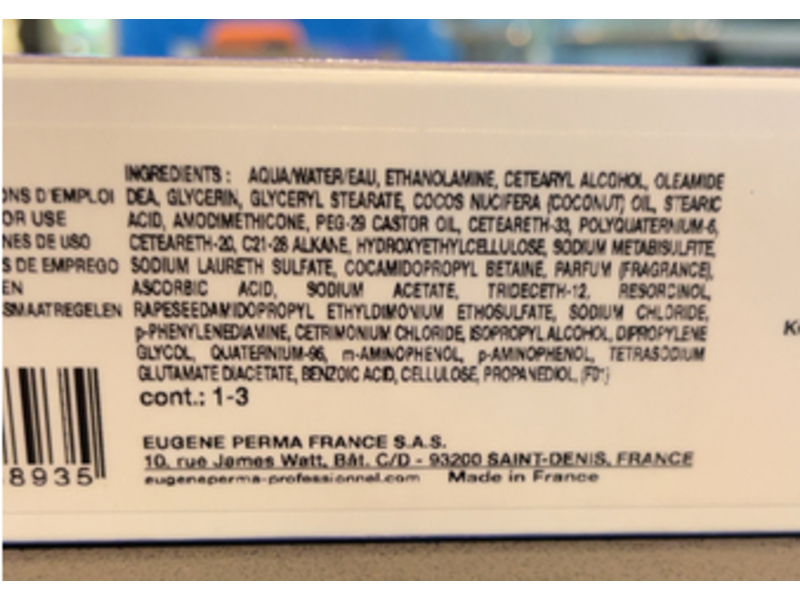 INGREDIENTS : AQUA/WATER/EAU, ETHANOLAMINE, CETEARYL ALCOHOL, OLEAMIDE
DEA, GLYCERIN, GLYCERYL STEARATE, COCOS NUCIFERA (COCONUT) OIL, STEARIC
ACID, AMODIMETHICONE, PEG-29 CASTOR OIL, CETEARETH-33, POLYQUATERNIUM-6,
CETEARETH-20, C21-28 ALKANE, HYDROXYETHYLCELLULOSE, SODIUM METABISULFITE,
SODIUM LAURETH SULFATE, COCAMIDOPROPYL BETAINE, PARFUM (FRAGRANCE),
ASCORBIC ACID, SODIUM ACETATE, TRIDECETH-12, RESORCINOL,
RAPESEEDAMIDOPROPYL ETHYLDIMONIUM ETHOSULFATE, SODIUM CHLORIDE,
p-PHENYLENEDIAMINE, CETRIMONIUM CHLORIDE, ISOPROPYL ALCOHOL, DIPROPYLENE
GLYCOL, QUATERNIUM-96, m-AMINOPHENOL, p-AMINOPHENOL, TETRASODIUM
GLUTAMATE DIACETATE, BENZOIC ACID, CELLULOSE, PROPANEDIOL,
cont.: 1-3
EUGENE PERMA FRANCE S.A.S.
10, rue James Watt, Bât. C/D - 93200 SAINT-DENIS, FRANCE
eugeneperma-professionnel.com Made in France
ONS D'EMPLOI
OR USE
NES DE USO
S DE EMPREGO
EN
SMAATREGELEN
8935